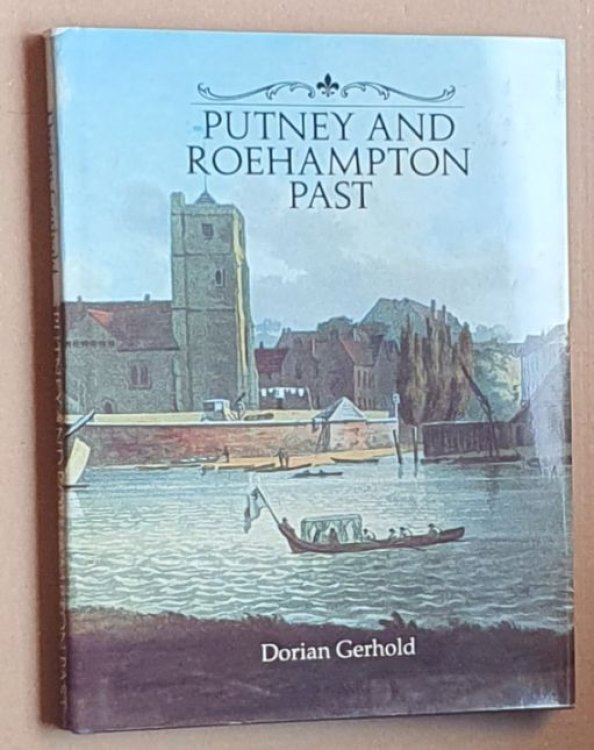 PUTNEY AND
ROEHAMPTON
PAST
Dorian Gerhold